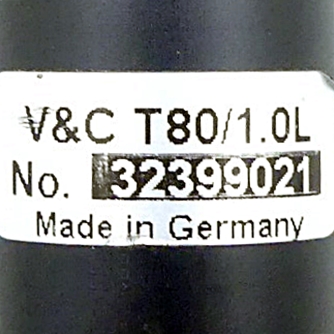 V&C T80/1.0L
No. 32399021
Made in Germany